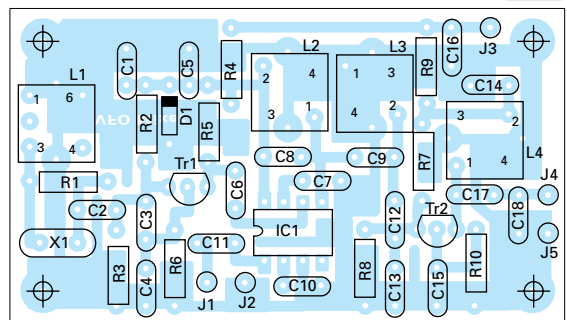 C16
J3
L1
C1
C5
R4
L2
L3
R9
C14
1 6
3 4
2 4
3 1
1 3
4 2
3 2
1 4
R2
D1
R5
L4
VFO
Tr1
C8
C9
R7
R1
C6
C7
C17
J4
C2
C3
C12
Tr2
C18
X1
C11
IC1
J5
R3
C4
R6
J1
J2
C10
R8
C13
C15
R10